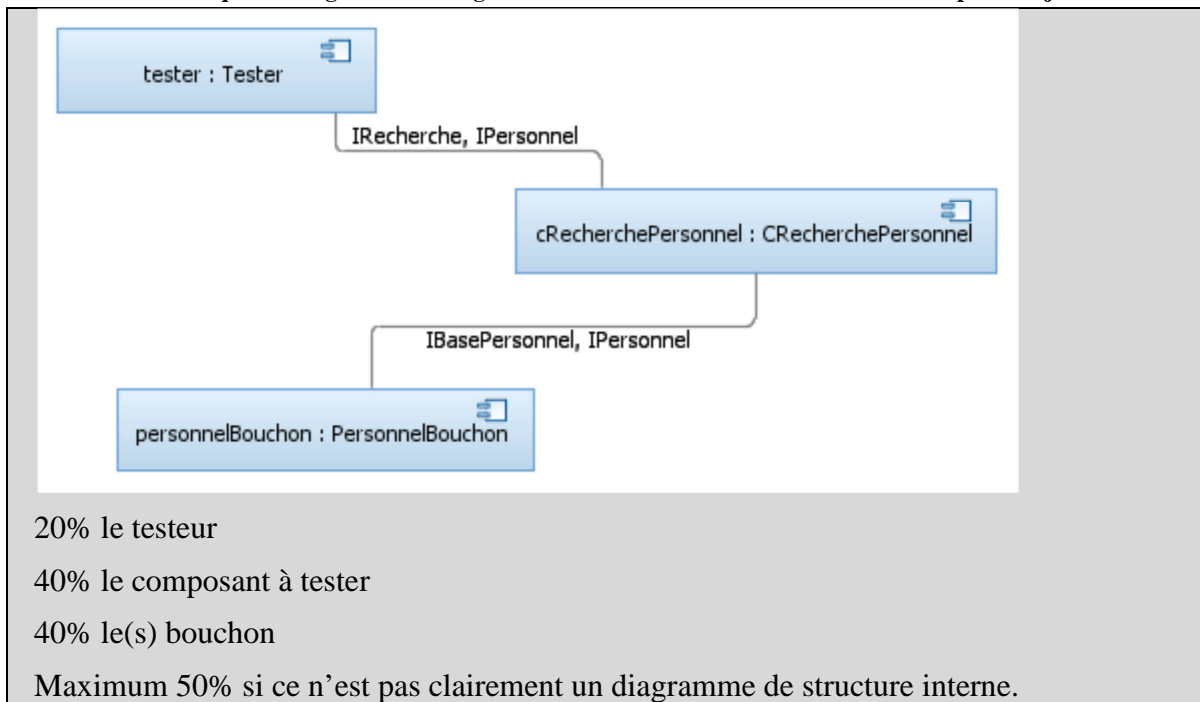 tester : Tester
IRecherche, IPersonnel
cRecherchePersonnel : CRecherchePersonnel
IBasePersonnel, IPersonnel
personnelBouchon : PersonnelBouchon
20% le testeur
40% le composant à tester
40% le(s) bouchon
Maximum 50% si ce n’est pas clairement un diagramme de structure interne.